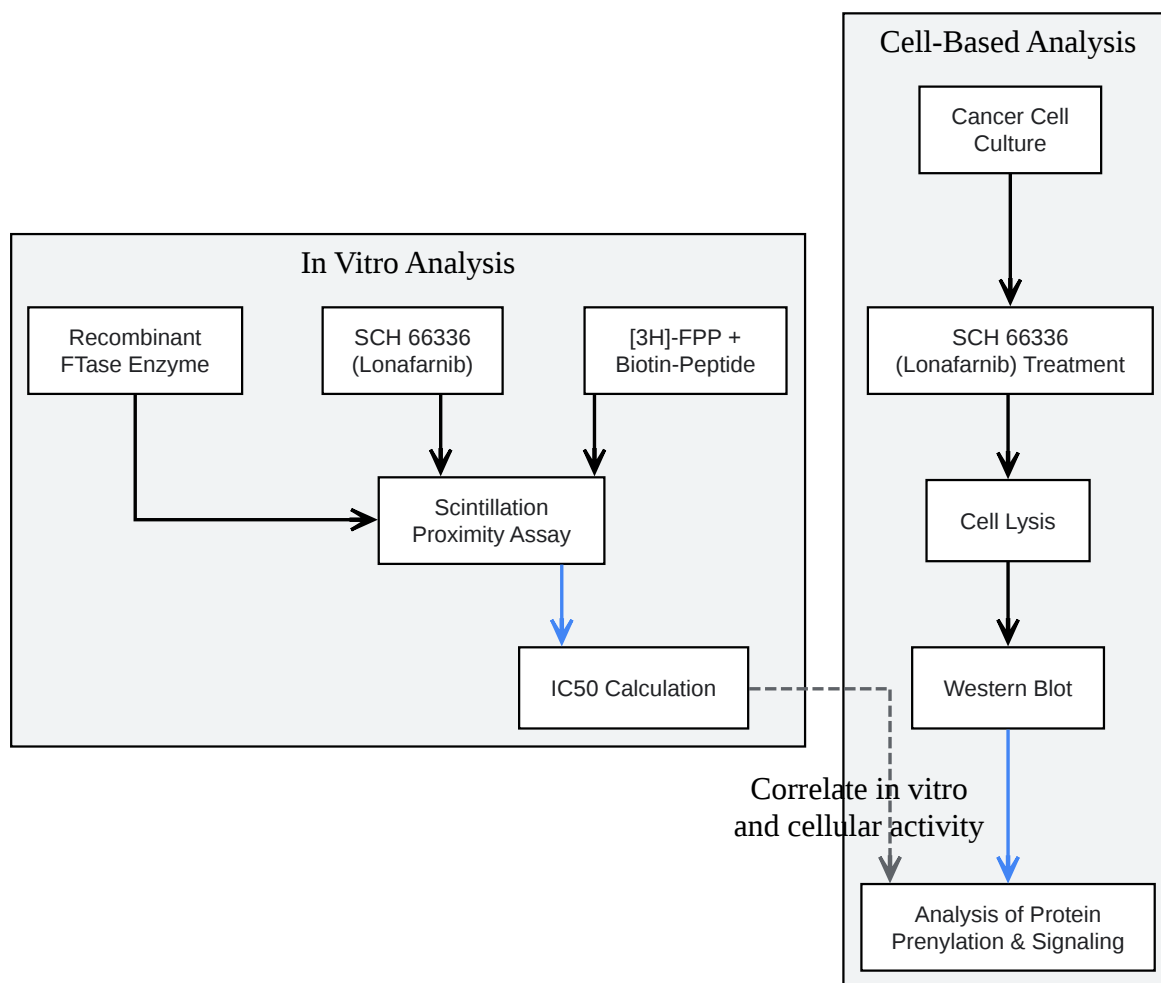 Cell-Based Analysis
Cancer Cell
Culture
In Vitro Analysis
Recombinant
FTase Enzyme
SCH 66336
(Lonafarnib)
[3H]-FPP +
Biotin-Peptide
SCH 66336
(Lonafarnib) Treatment
Scintillation
Proximity Assay
Cell Lysis
IC50 Calculation
Western Blot
Correlate in vitro
and cellular activity
Analysis of Protein
Prenylation & Signaling